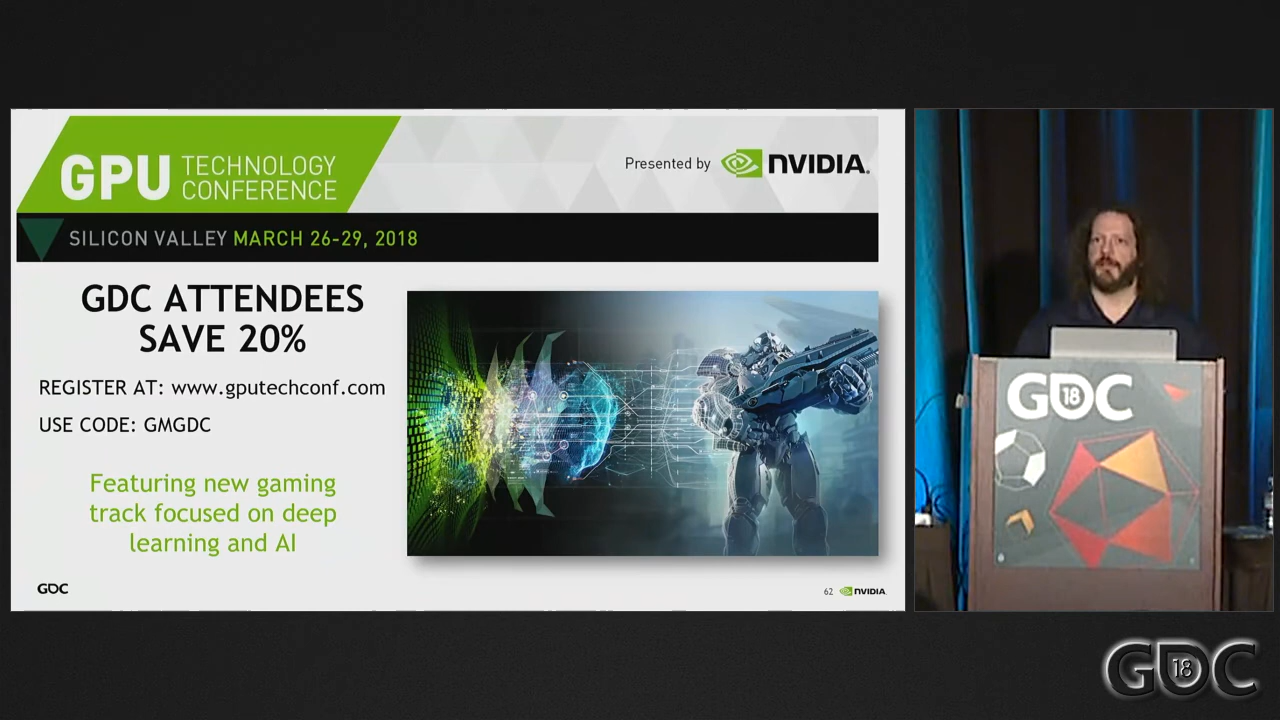 GPU TECHNOLOGY
CONFERENCE
Presented by NVIDIA.
SILICON VALLEY MARCH 26-29, 2018
GDC ATTENDEES
SAVE 20%
REGISTER AT: www.gputechconf.com
USE CODE: GMGDC
Featuring new gaming
track focused on deep
learning and AI
GDC
62 NVIDIA.
GDC 18
GDC 18